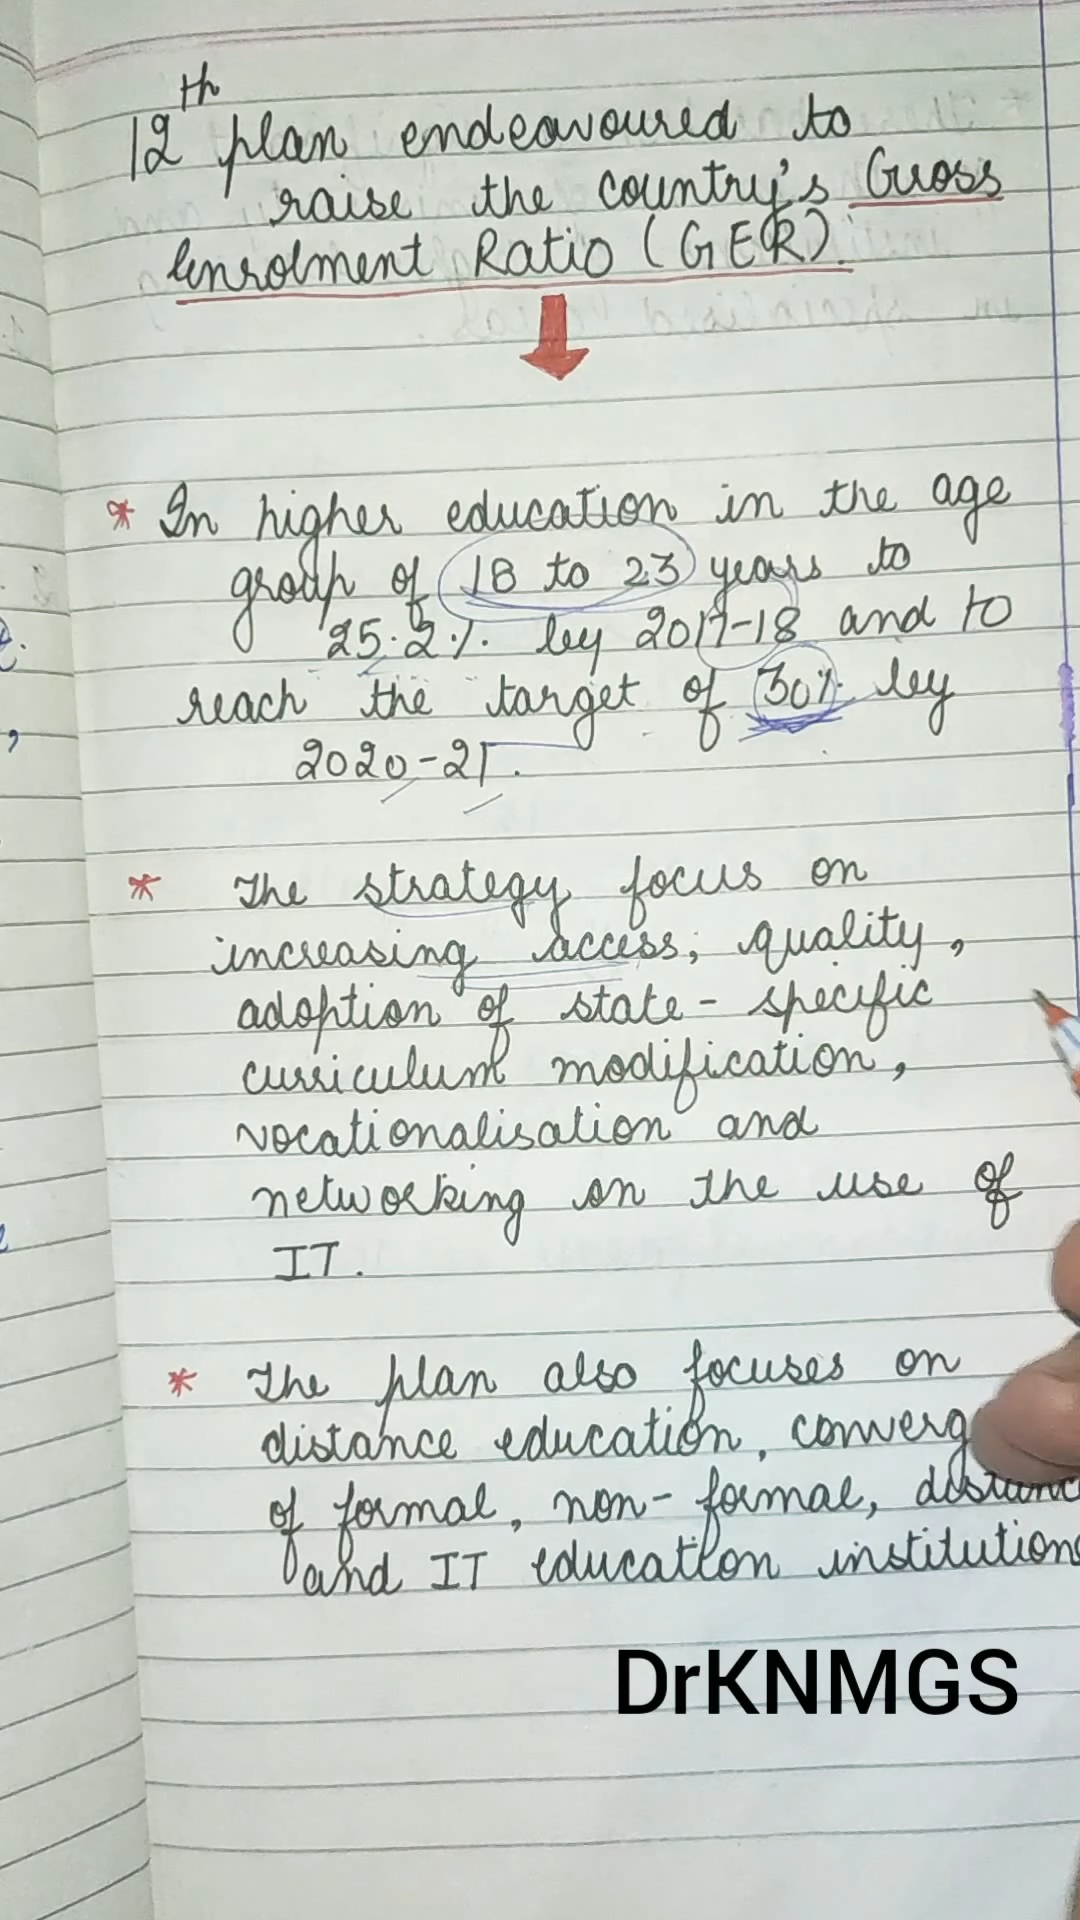 12th plan endeavoured to
raise the country's Gross
Enrolment Ratio (GER).
* In higher education in the age
group of 18 to 23 years to
25.2% by 2017-18 and to
reach the target of 30% by
2020-21.
* The strategy focus on
increasing access, quality,
adoption of state-specific
curriculum modification,
vocationalisation and
networking on the use of
IT.
* The plan also focuses on
distance education, converg
of formal, non-formal, distanc
and IT education institution
DrKNMGS